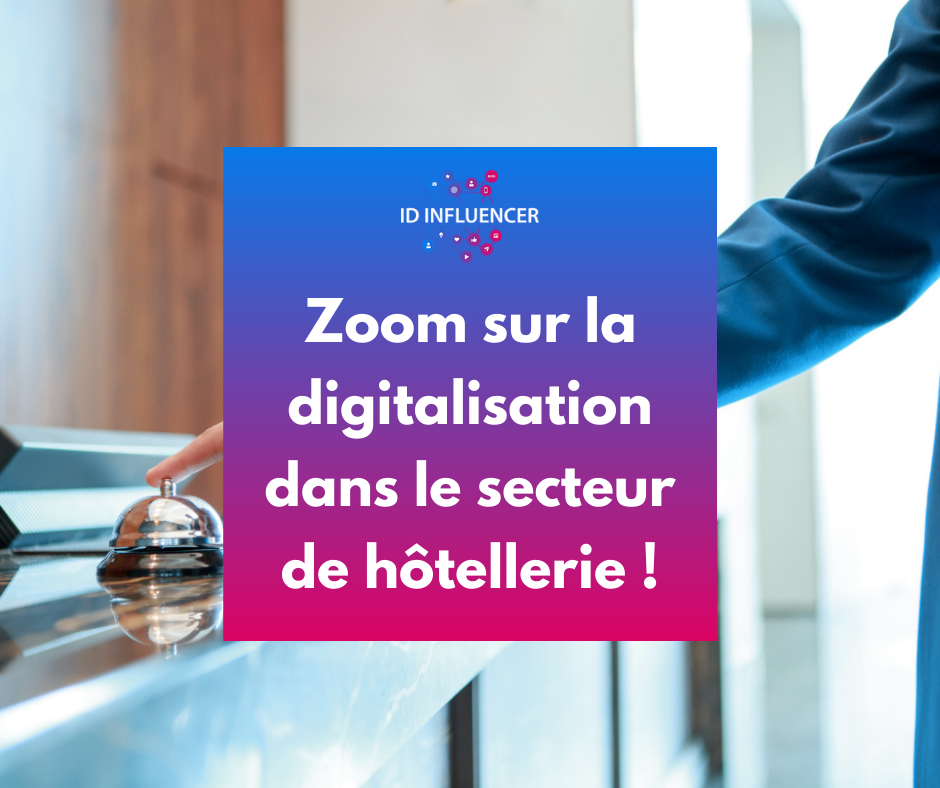 ID INFLUENCER
Zoom sur la
digitalisation
dans le secteur
de hôtellerie !